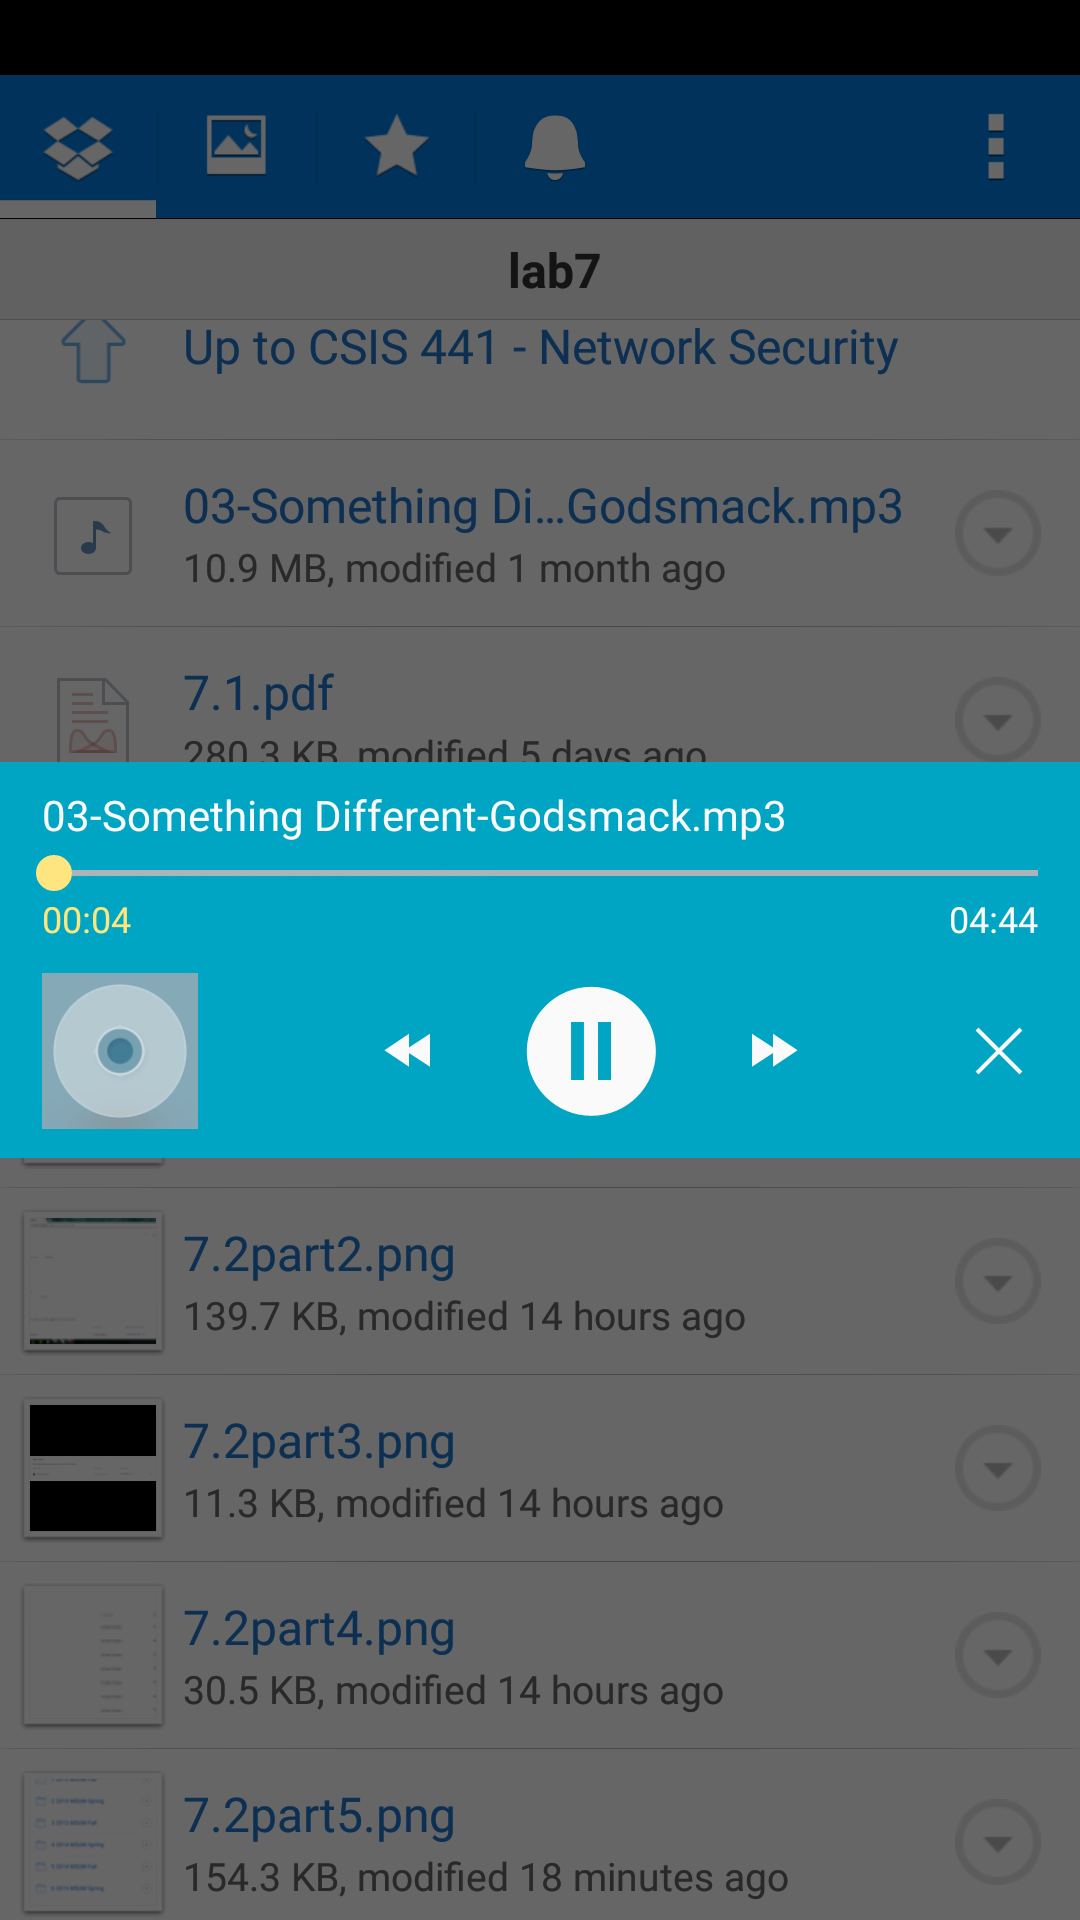 lab7
Up to CSIS 441 - Network Security
03-Something Di...Godsmack.mp3
10.9 MB, modified 1 month ago
7.1.pdf
280.3 KB, modified 5 days ago
03-Something Different-Godsmack.mp3
00:04
04:44
7.2part2.png
139.7 KB, modified 14 hours ago
7.2part3.png
11.3 KB, modified 14 hours ago
7.2part4.png
30.5 KB, modified 14 hours ago
7.2part5.png
154.3 KB, modified 18 minutes ago